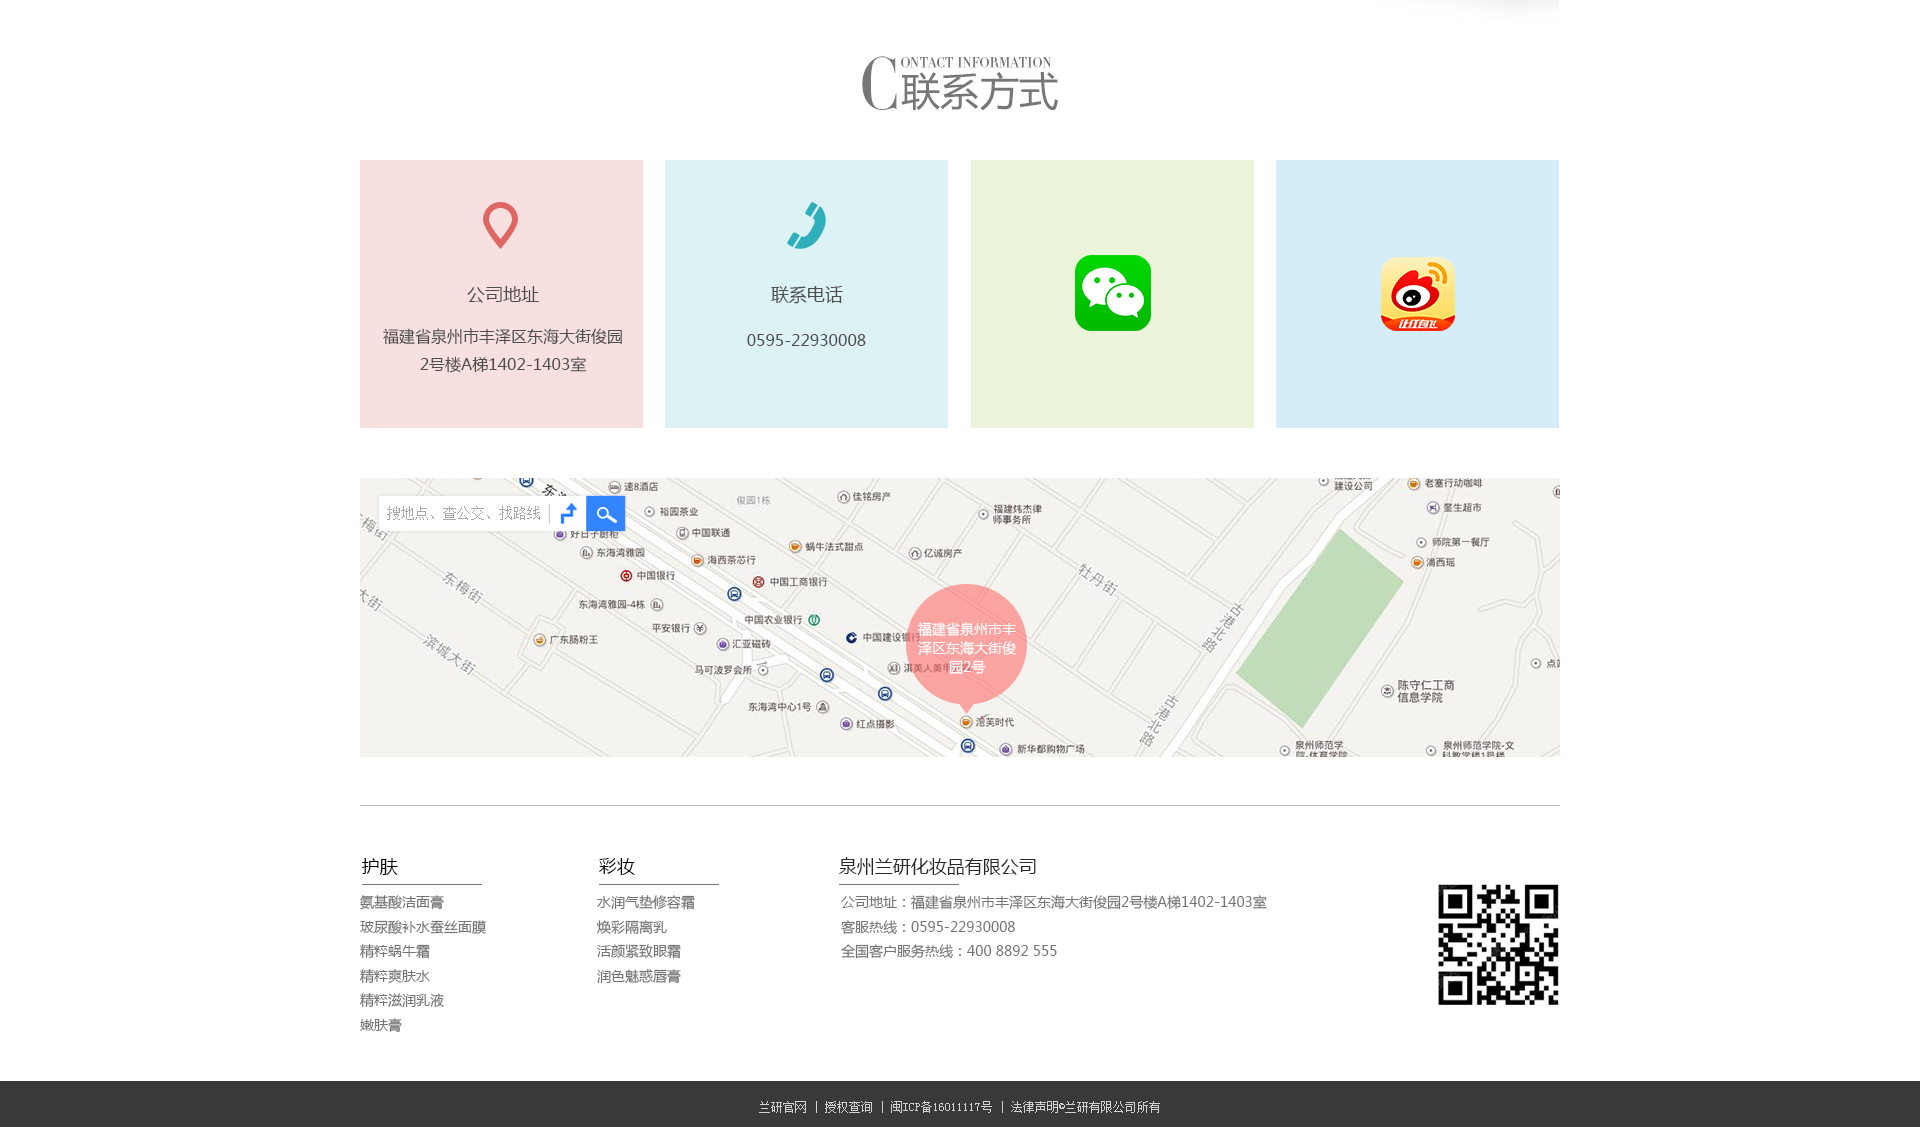 CONTACT INFORMATION
联系方式
公司地址
福建省泉州市丰泽区东海大街俊园
2号楼A梯1402-1403室
联系电话
0595-22930008
东海
速8酒店
俊园1栋
佳铭房产
建设公司
老塞行动咖啡
搜地点、查公交、找路线
裕园茶业
福建炜杰律
师事务所
奎生超市
东梅街
好日子厨柜
中国联通
师院第一餐厅
东海湾雅园
海西茶芯行
蜗牛法式甜点
亿诚房产
浦西瑶
中国银行
中国工商银行
牡丹街
东梅街
大街
东海湾雅园-4栋
中国农业银行
古港北路
平安银行
福建省泉州市丰
泽区东海大街俊
园2号
广东肠粉王
汇亚磁砖
中国建设银行
滨城大街
马可波罗会所
淇美人美甲
点
陈守仁工商
信息学院
东海湾中心1号
红点摄影
沧芙时代
古港北路
新华都购物广场
泉州师范学
院-体育学院
泉州师范学院-文
科教学楼1号楼
护肤
氨基酸洁面膏
玻尿酸补水蚕丝面膜
精粹蜗牛霜
精粹爽肤水
精粹滋润乳液
嫩肤膏
彩妆
水润气垫修容霜
焕彩隔离乳
活颜紧致眼霜
润色魅惑唇膏
泉州兰研化妆品有限公司
公司地址：福建省泉州市丰泽区东海大街俊园2号楼A梯1402-1403室
客服热线：0595-22930008
全国客户服务热线：400 8892 555
兰研官网 | 授权查询 | 闽ICP备16011117号 | 法律声明©兰研有限公司所有